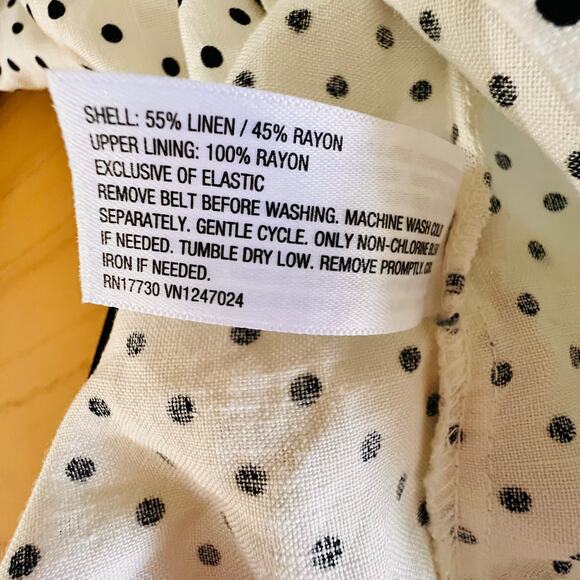 SHELL: 55% LINEN / 45% RAYON
UPPER LINING: 100% RAYON
EXCLUSIVE OF ELASTIC
REMOVE BELT BEFORE WASHING. MACHINE WASH COLD
SEPARATELY. GENTLE CYCLE. ONLY NON-CHLORINE
IF NEEDED. TUMBLE DRY LOW. REMOVE PROMPTLY.
IRON IF NEEDED.
RN17730 VN1247024